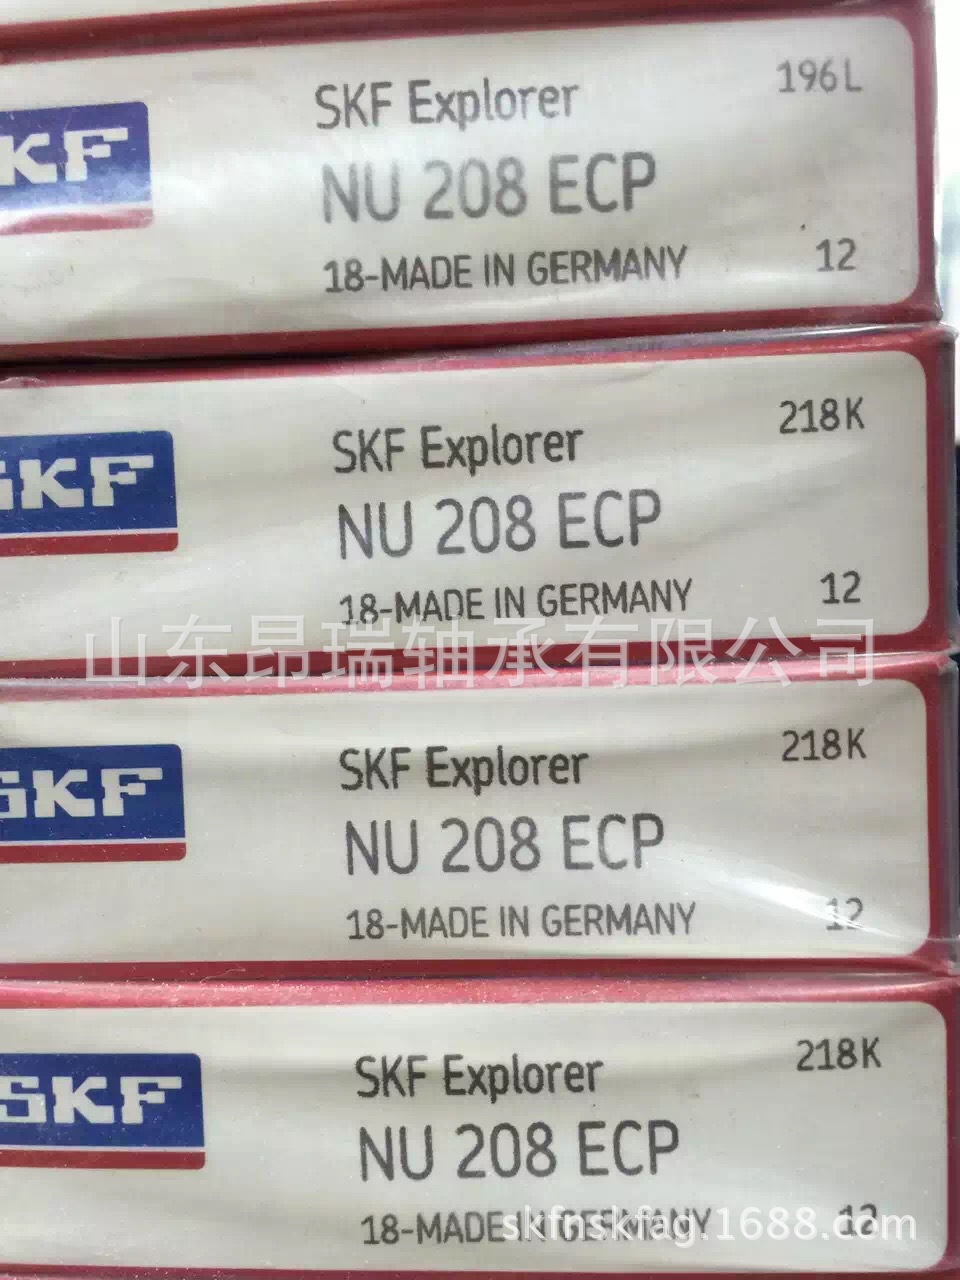 196L
SKF Explorer
SKF
NU 208 ECP
18-MADE IN GERMANY 12
218K
SKF Explorer
SKF
NU 208 ECP
18-MADE IN GERMANY 12
山东昂瑞轴承有限公司
218K
SKF Explorer
SKF
NU 208 ECP
18-MADE IN GERMANY 12
218K
SKF Explorer
SKF
NU 208 ECP
18-MADE IN GERMANY 12
skfnskfag.1688.com